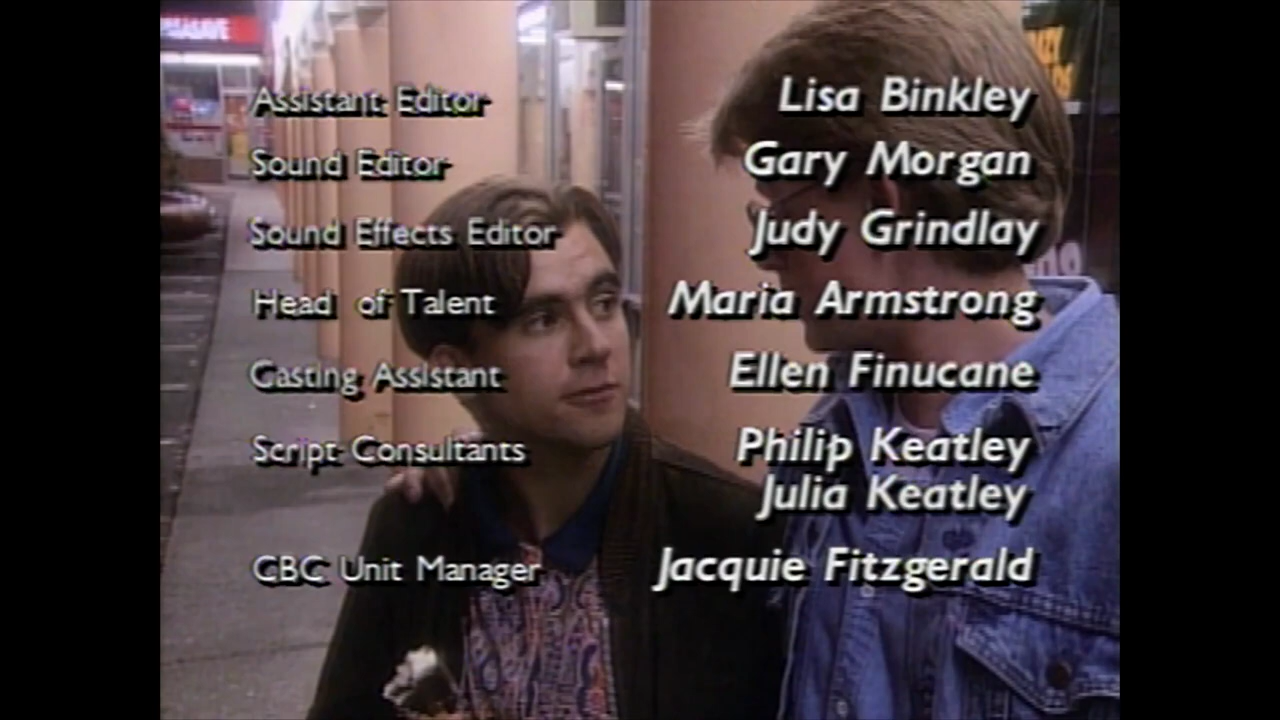 Assistant Editor Lisa Binkley
Sound Editor Gary Morgan
Sound Effects Editor Judy Grindlay
Head of Talent Maria Armstrong
Casting Assistant Ellen Finucane
Script Consultants Philip Keatley
Julia Keatley
CBC Unit Manager Jacquie Fitzgerald